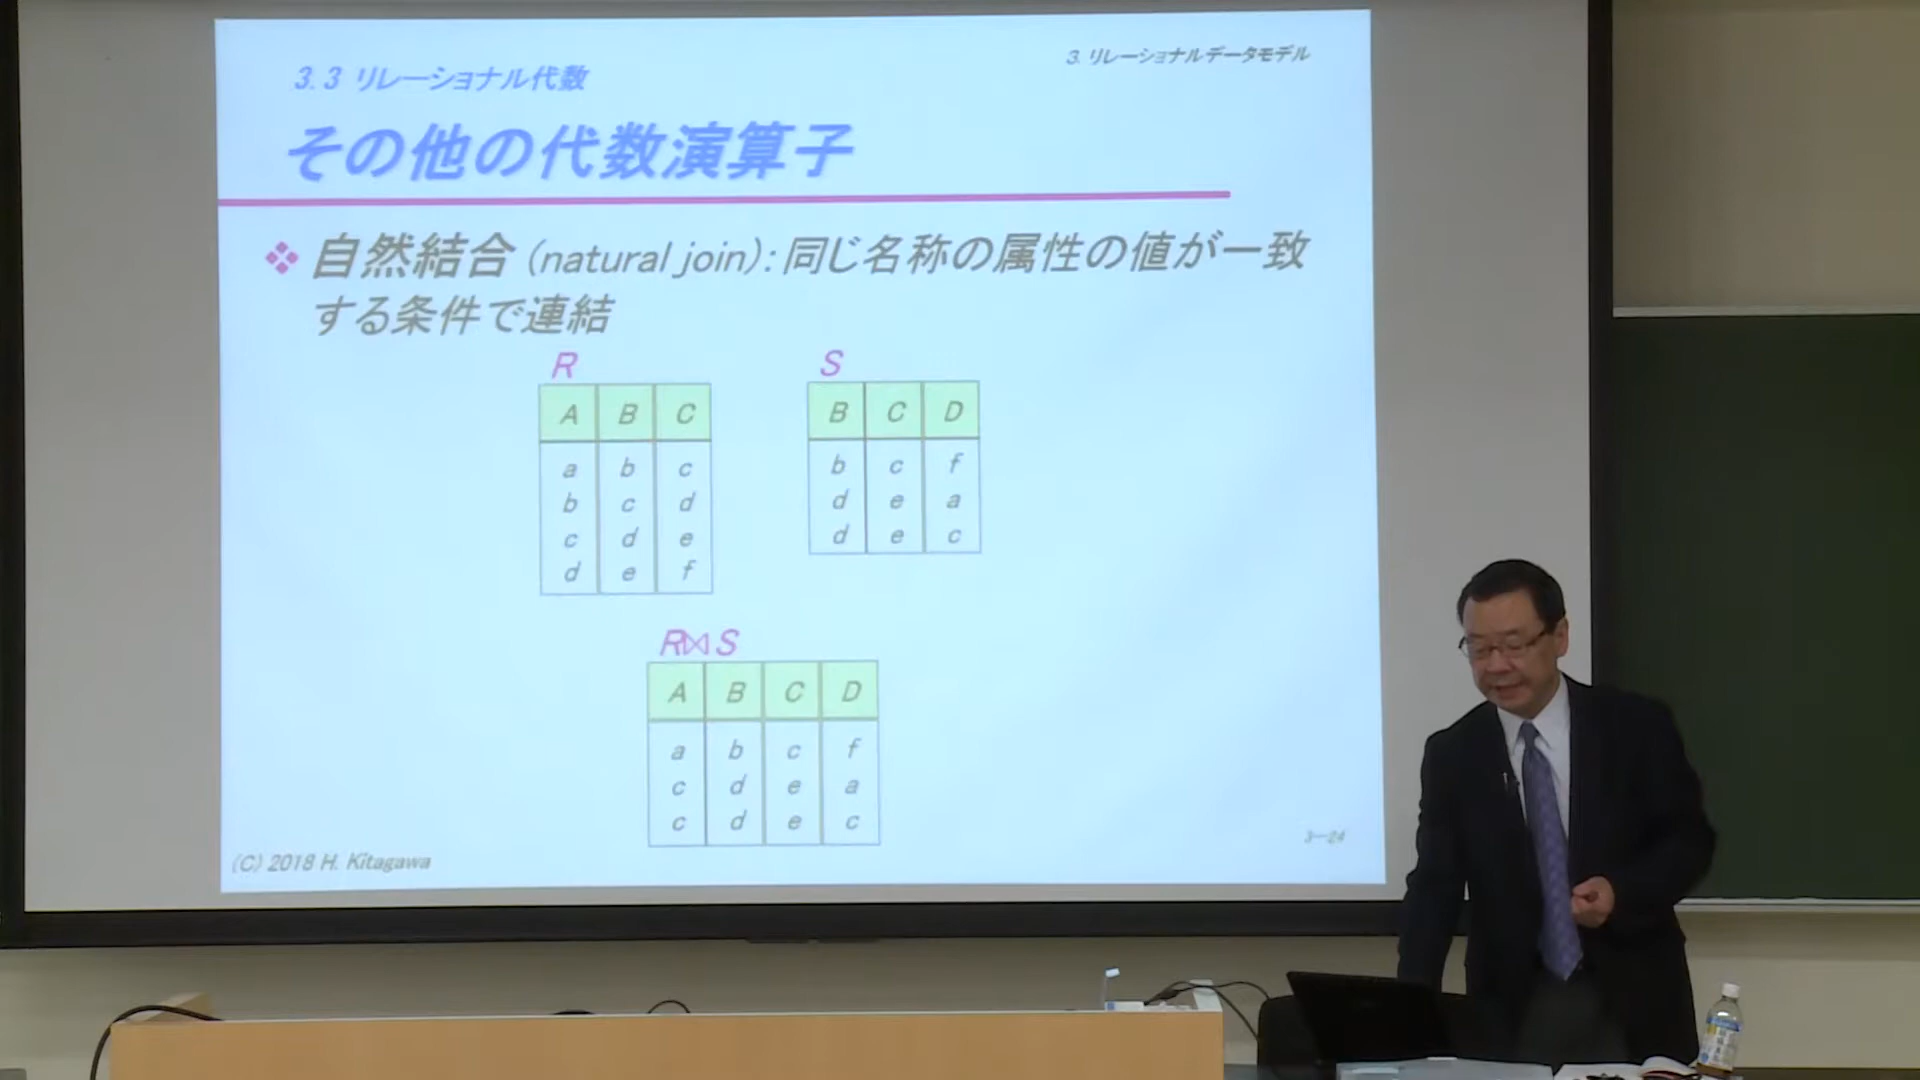 3.3 リレーショナル代数
3. リレーショナルデータモデル
その他の代数演算子
自然結合 (natural join): 同じ名称の属性の値が一致
する条件で連結
R
A B C
a b c
b c d
c d e
d e f
S
B C D
b c f
d e a
d e c
R⋈S
A B C D
a b c f
c d e a
c d e c
(C) 2018 H. Kitagawa
3-24